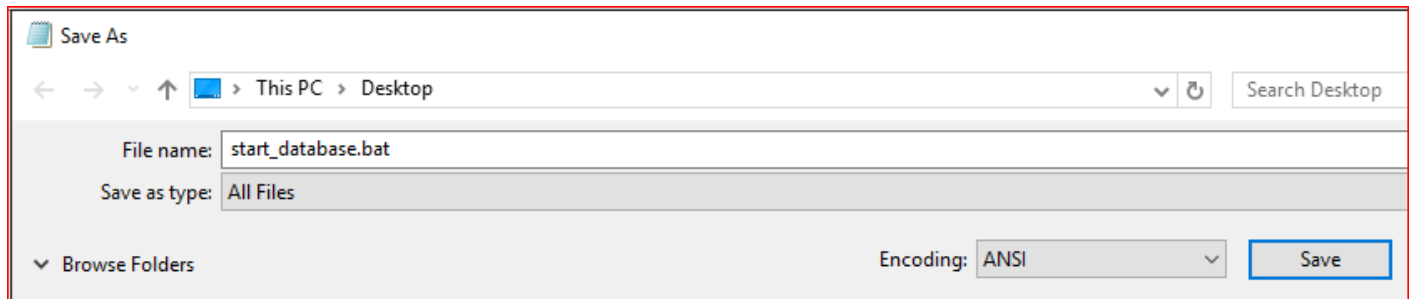 Save As
This PC > Desktop
Search Desktop
File name: start_database.bat
Save as type: All Files
Browse Folders
Encoding: ANSI
Save